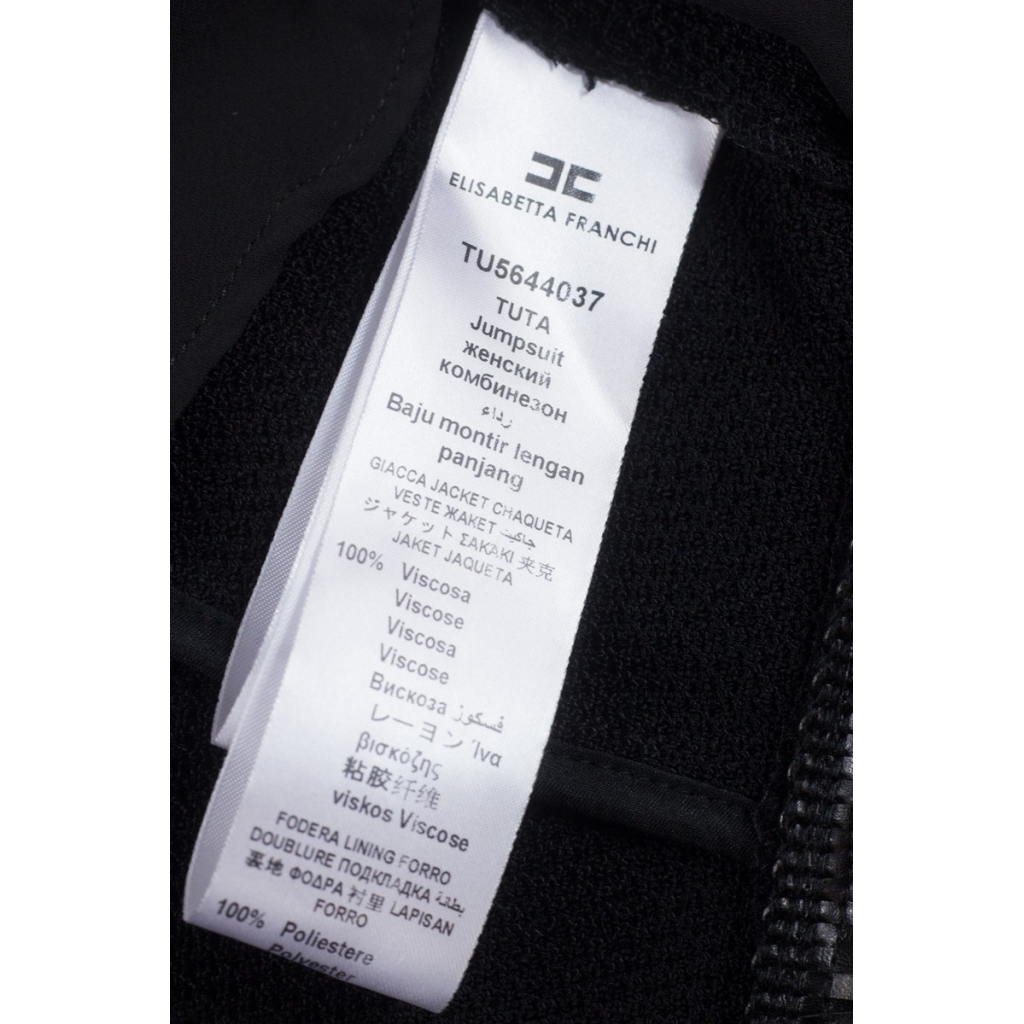 ELISABETTA FRANCHI
TU5644037
TUTA
Jumpsuit
женский
комбинезон
رداء
Baju montir lengan
panjang
GIACCA JACKET CHAQUETA
VESTE ЖАКЕТ جاكيت
ジャケット ΣΑΚΑΚΙ 夹克
JAKET JAQUETA
100% Viscosa
Viscose
Viscosa
Viscose
Вискоза فسكوز
レーヨン Ίνα
βισκόζης
粘胶纤维
viskos Viscose
FODERA LINING FORRO
DOUBLURE ПОДКЛАДКА بطانة
裏地 ΦΟΔΡΑ 衬里 LAPISAN
FORRO
100% Poliestere
Polyester